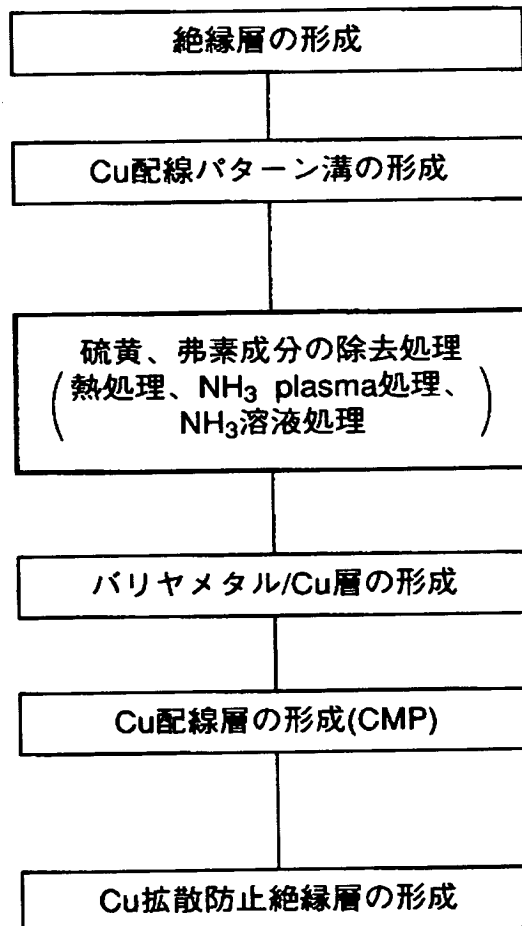 絶縁層の形成
Cu配線パターン溝の形成
硫黄、弗素成分の除去処理
(熱処理、NH3 plasma処理、
NH3溶液処理)
バリヤメタル/Cu層の形成
Cu配線層の形成(CMP)
Cu拡散防止絶縁層の形成